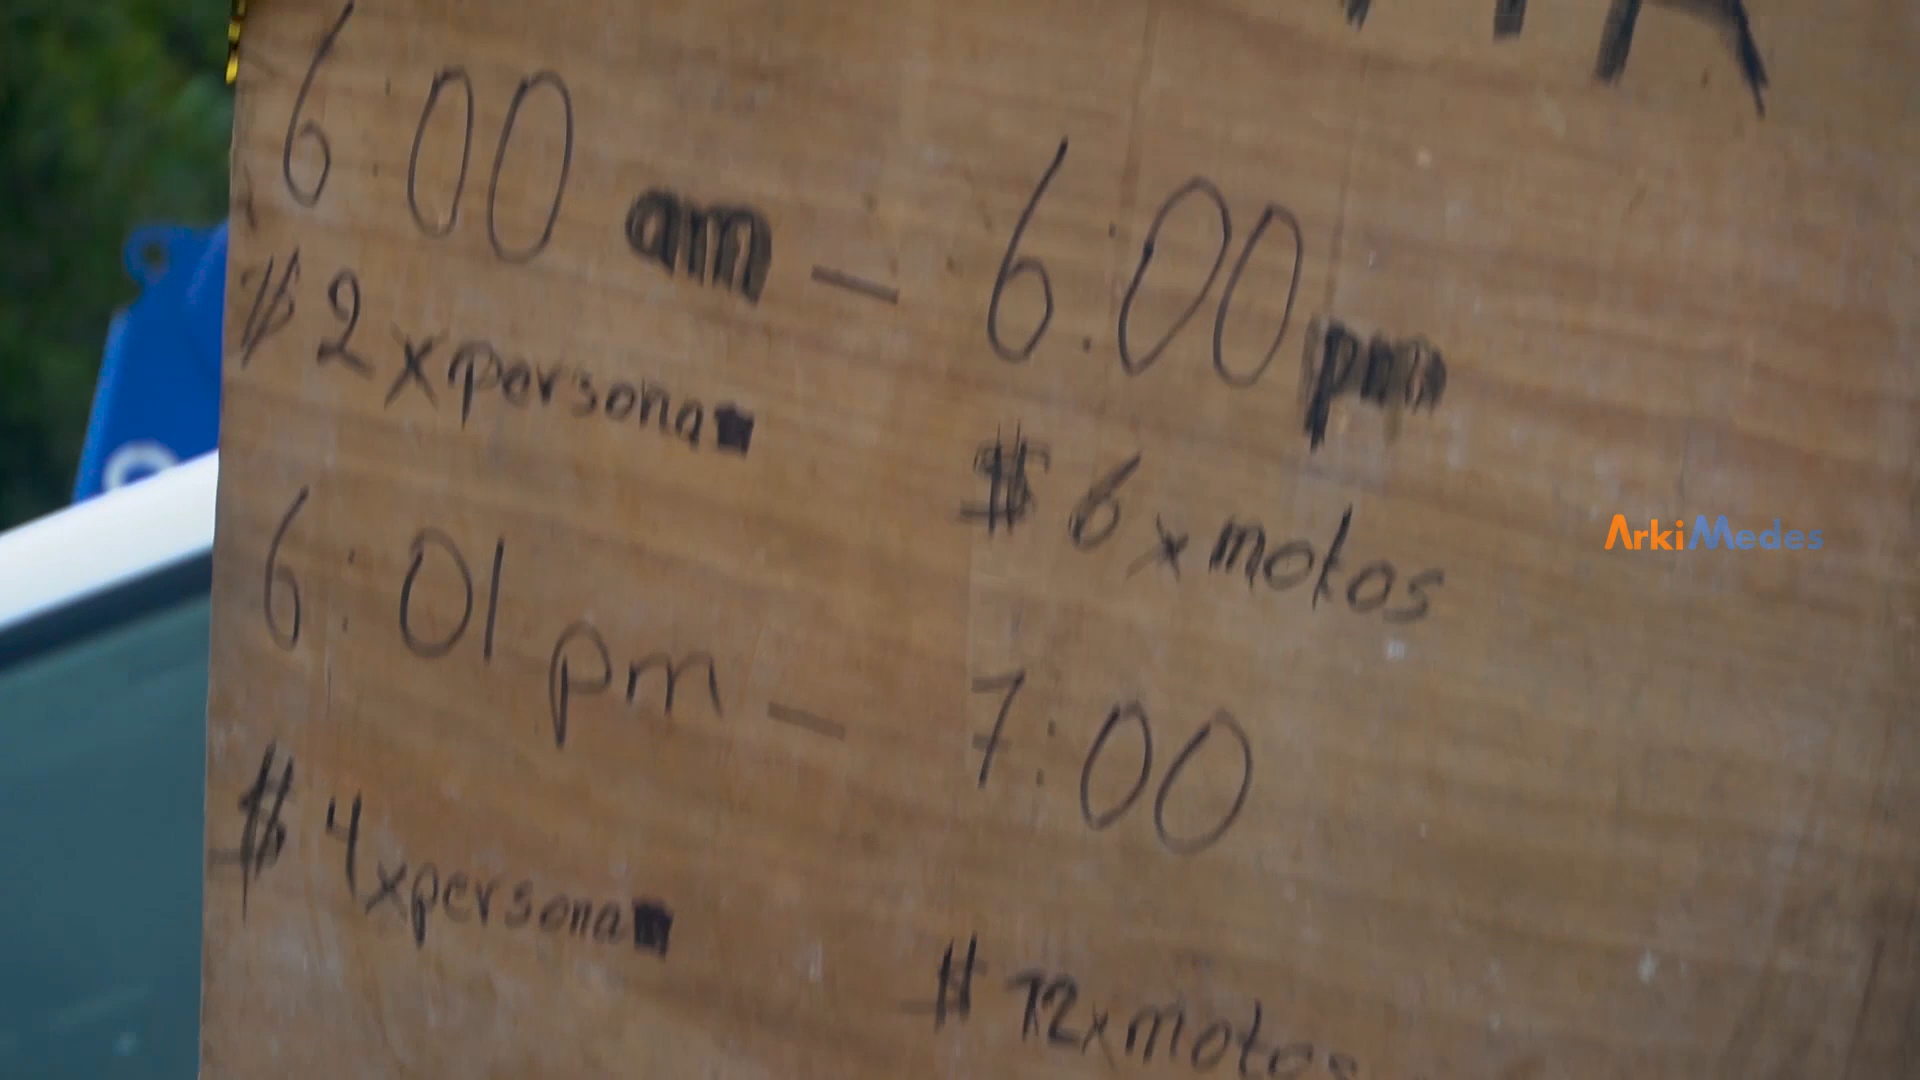 6:00 am - 6:00 pm
$2 x persona
$6 x motos
6:01 pm - 7:00
$4 x persona
$12 x motos
ArkiMedes